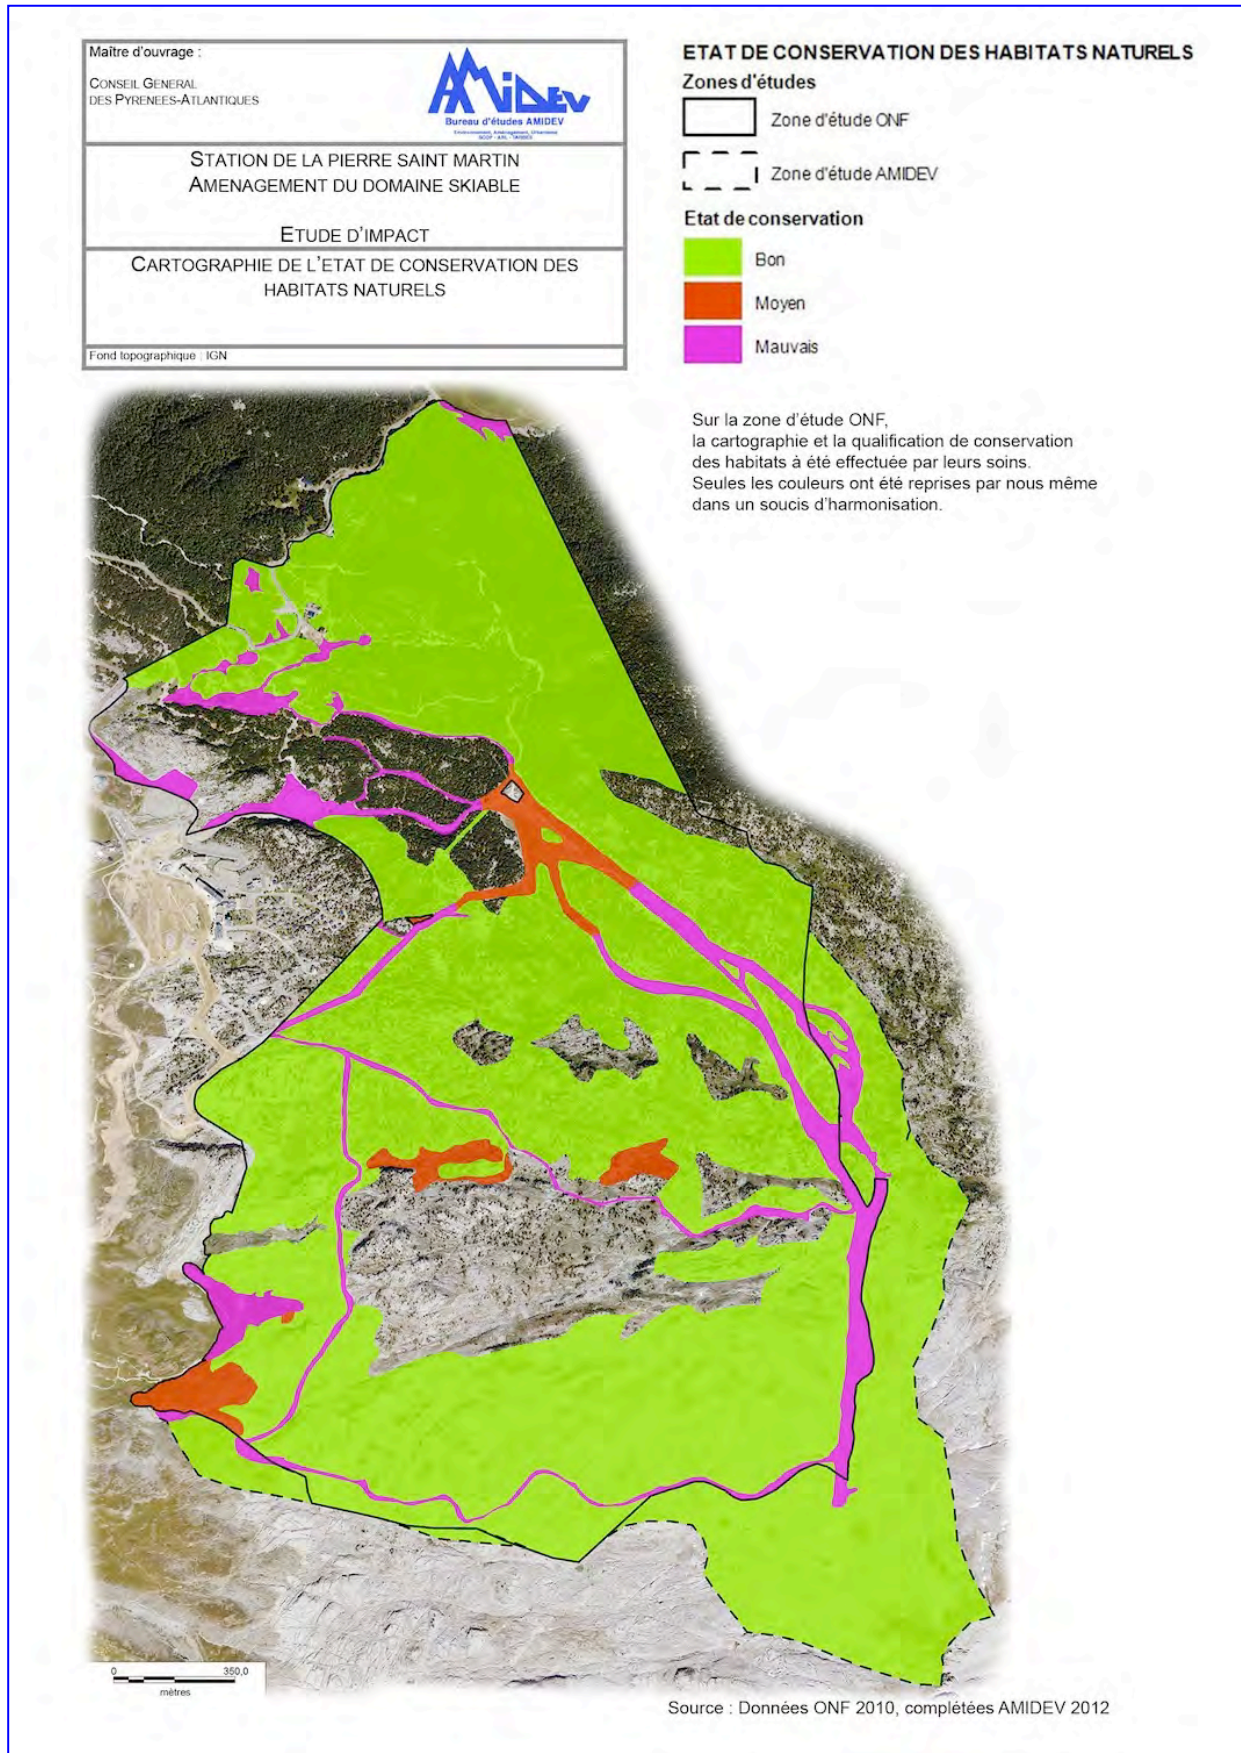 Maître d'ouvrage :
CONSEIL GENERAL
DES PYRENEES-ATLANTIQUES
AMIDEV
Bureau d'études AMIDEV
Environnement, Aménagement, Urbanisme
STATION DE LA PIERRE SAINT MARTIN
AMENAGEMENT DU DOMAINE SKIABLE
ETUDE D'IMPACT
CARTOGRAPHIE DE L'ETAT DE CONSERVATION DES
HABITATS NATURELS
Fond topographique : IGN
ETAT DE CONSERVATION DES HABITATS NATURELS
Zones d'études
Zone d'étude ONF
Zone d'étude AMIDEV
Etat de conservation
Bon
Moyen
Mauvais
Sur la zone d'étude ONF,
la cartographie et la qualification de conservation
des habitats à été effectuée par leurs soins.
Seules les couleurs ont été reprises par nous même
dans un soucis d'harmonisation.
0 350,0
mètres
Source : Données ONF 2010, complétées AMIDEV 2012